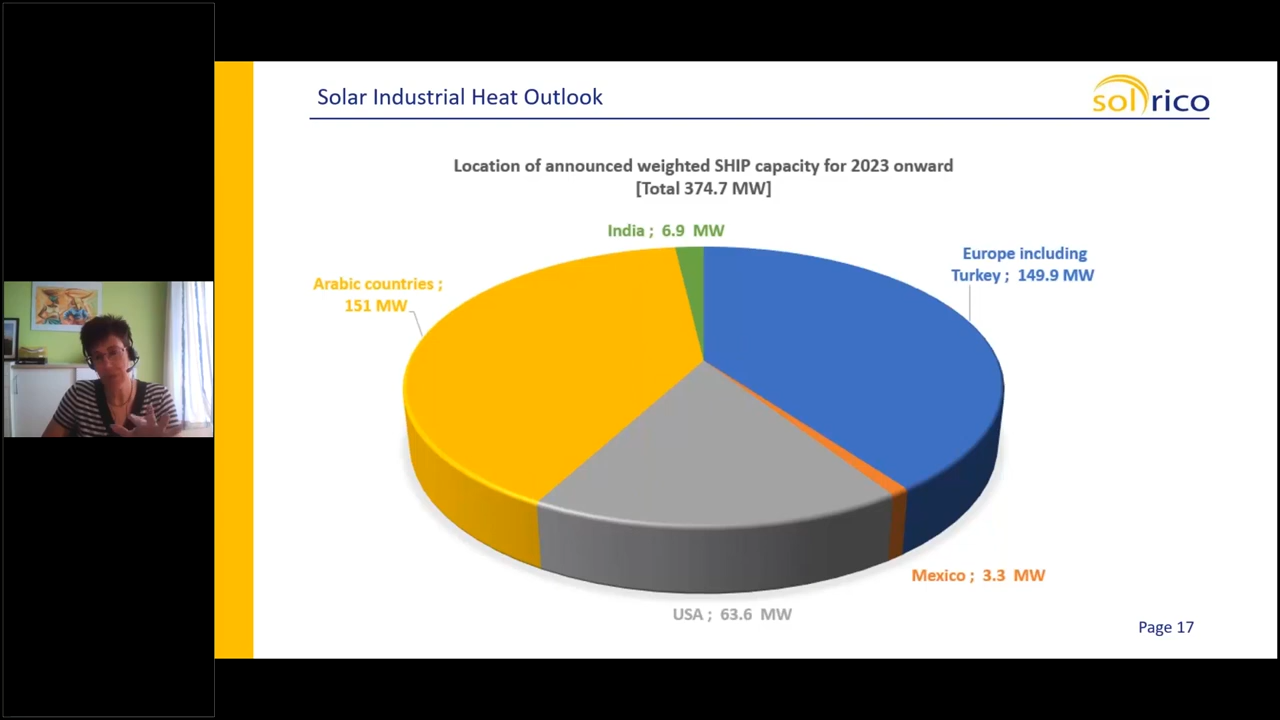 Solar Industrial Heat Outlook
solrico
Location of announced weighted SHIP capacity for 2023 onward
[Total 374.7 MW]
India ; 6.9 MW
Europe including
Turkey ; 149.9 MW
Arabic countries ;
151 MW
Mexico ; 3.3 MW
USA ; 63.6 MW
Page 17